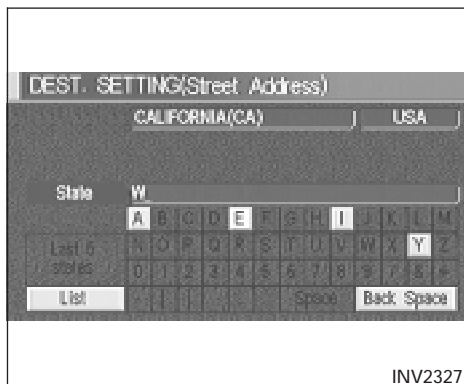 DEST. SETTING(Street Address)
CALIFORNIA(CA) USA
State W
A B C D E F G H I J K L M
Last 5 N O P Q R S T U V W X Y Z
states 0 1 2 3 4 5 6 7 8 9 / & 
List Space Back Space
INV2327